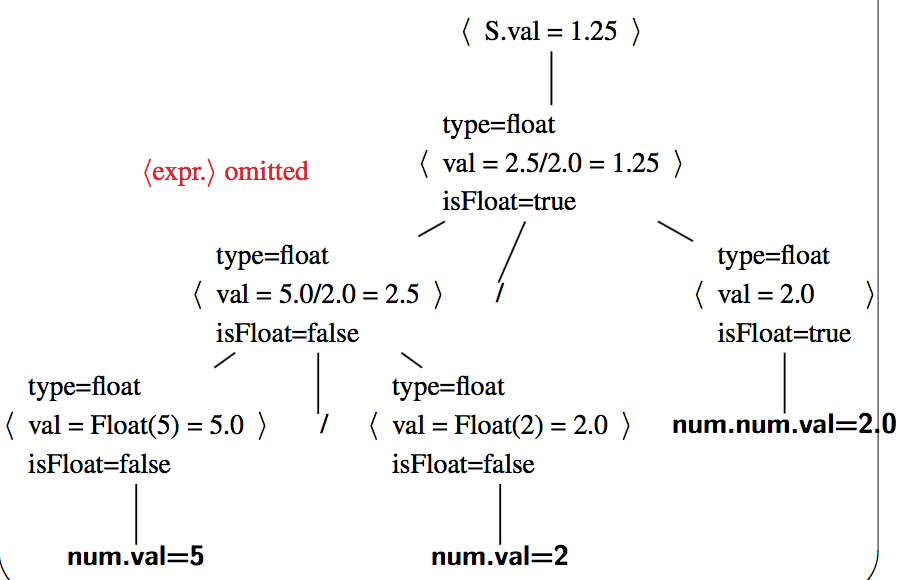 ⟨ S.val = 1.25 ⟩
type=float
⟨ val = 2.5/2.0 = 1.25 ⟩
isFloat=true
⟨expr.⟩ omitted
type=float
⟨ val = 5.0/2.0 = 2.5 ⟩
isFloat=false
/
type=float
⟨ val = 2.0 ⟩
isFloat=true
type=float
⟨ val = Float(5) = 5.0 ⟩
isFloat=false
/
type=float
⟨ val = Float(2) = 2.0 ⟩
isFloat=false
num.num.val=2.0
num.val=5
num.val=2